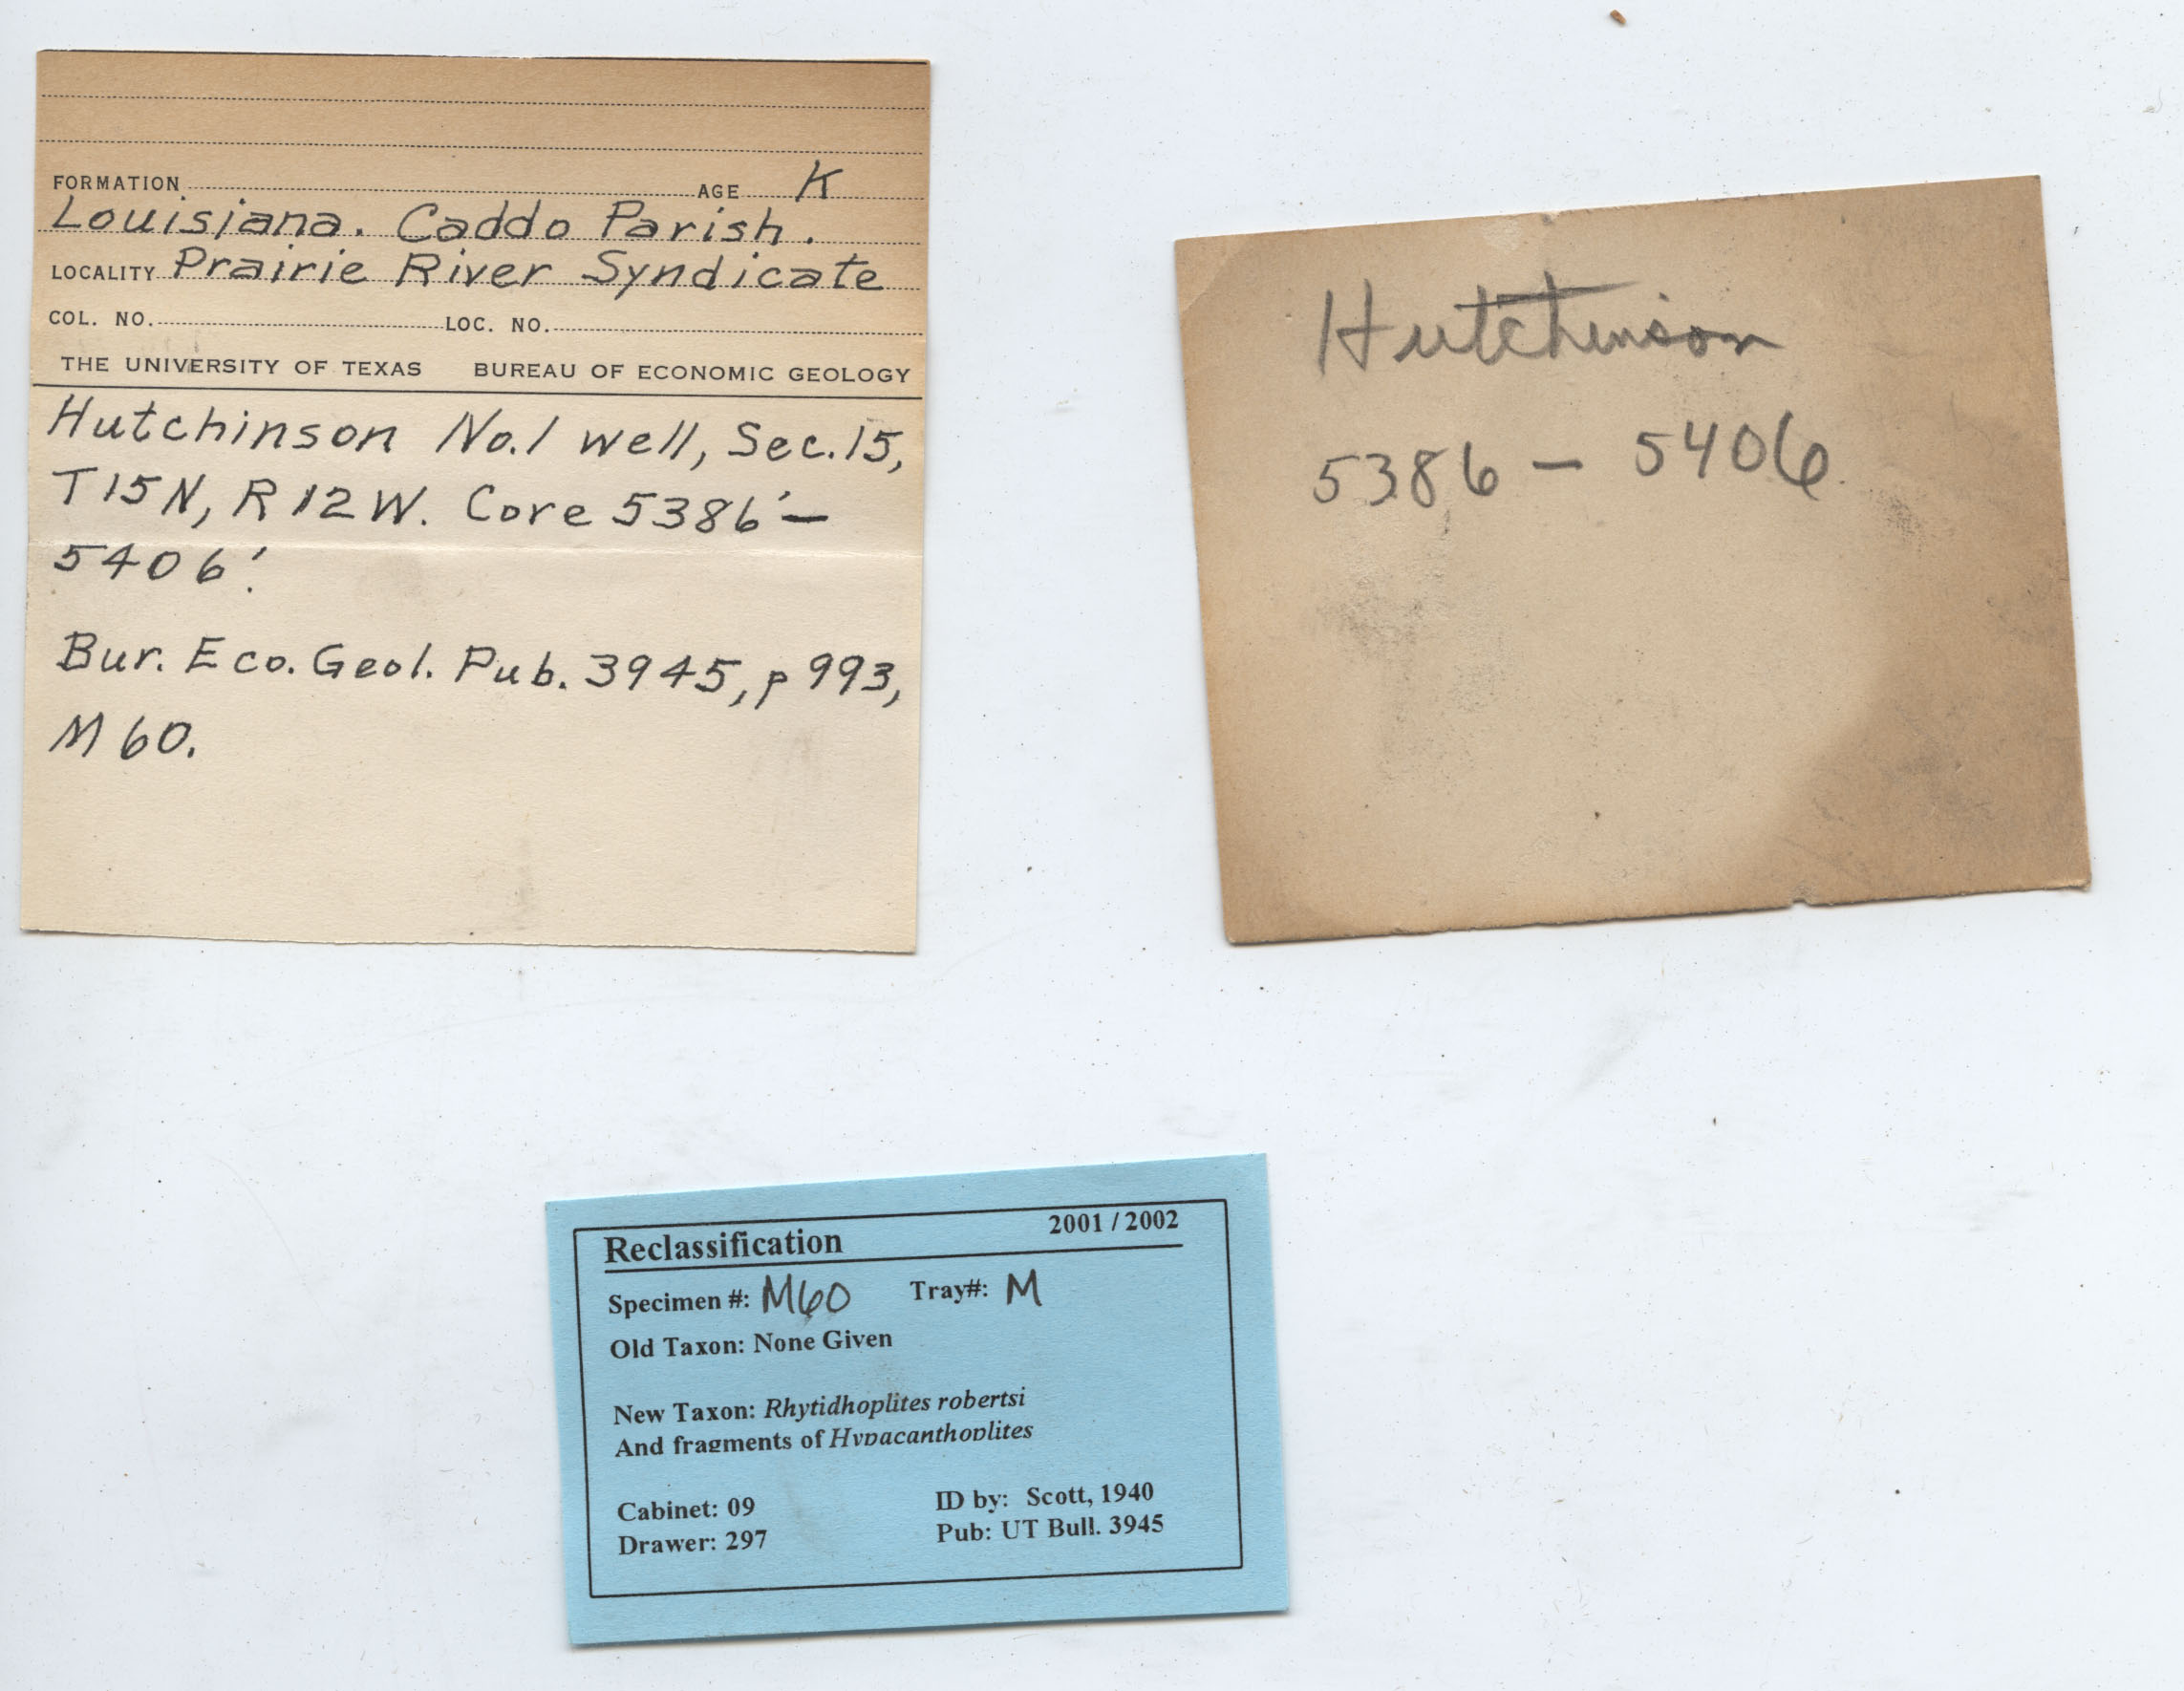 FORMATION AGE K
Louisiana. Caddo Parish.
LOCALITY Prairie River Syndicate
COL. NO. LOC. NO.
THE UNIVERSITY OF TEXAS BUREAU OF ECONOMIC GEOLOGY
Hutchinson No.1 well, Sec.15,
T15N, R12W. Core 5386'–
5406'.
Bur. Eco. Geol. Pub. 3945, p 993,
M 60.
Hutchinson
5386 – 5406
Reclassification 2001 / 2002
Specimen #: M60 Tray#: M
Old Taxon: None Given
New Taxon: Rhytidhoplites robertsi
And fragments of Hypacanthoplites
Cabinet: 09 ID by: Scott, 1940
Drawer: 297 Pub: UT Bull. 3945